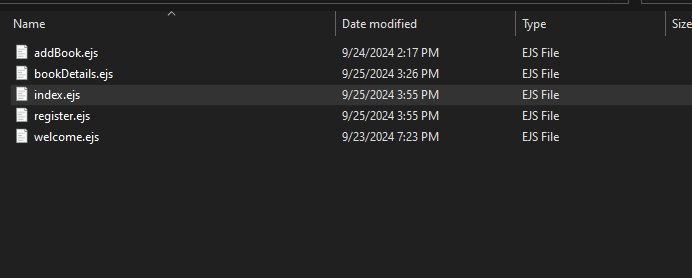 Name Date modified Type Size
addBook.ejs 9/24/2024 2:17 PM EJS File
bookDetails.ejs 9/25/2024 3:26 PM EJS File
index.ejs 9/25/2024 3:55 PM EJS File
register.ejs 9/25/2024 3:55 PM EJS File
welcome.ejs 9/23/2024 7:23 PM EJS File